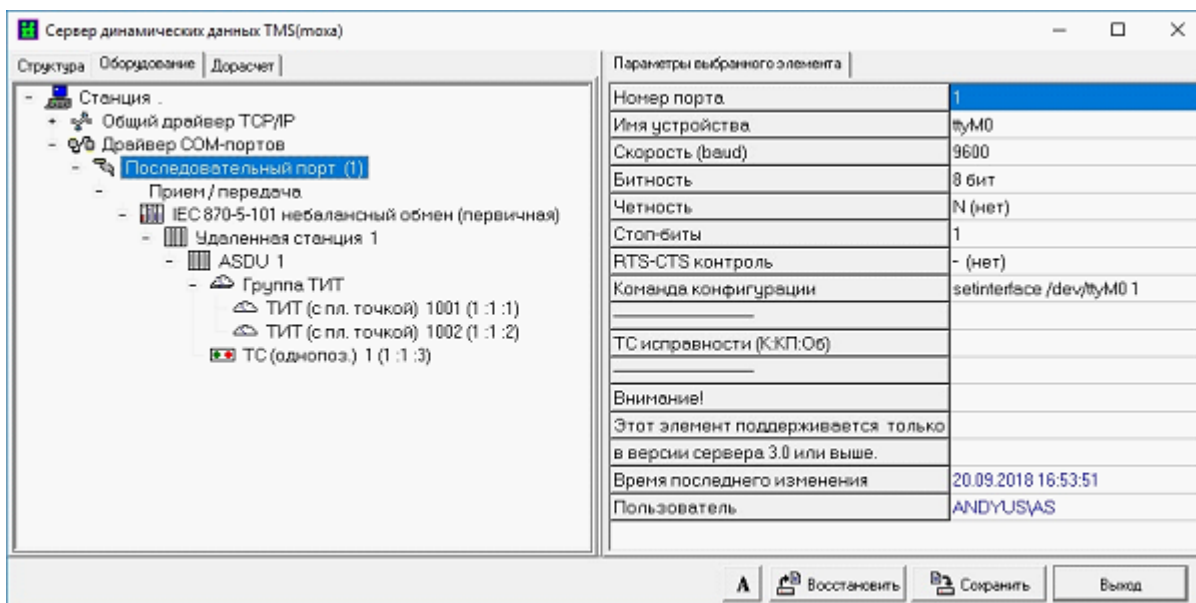 Сервер динамических данных TMS(moxa)
Структура Оборудование Дорасчет
Станция .
Общий драйвер TCP/IP
Драйвер COM-портов
Последовательный порт (1)
Прием / передача
IEC 870-5-101 небалансный обмен (первичная)
Удаленная станция 1
ASDU 1
Группа ТИТ
ТИТ (с пл. точкой) 1001 (1 :1 :1)
ТИТ (с пл. точкой) 1002 (1 :1 :2)
ТС (однопоз.) 1 (1 :1 :3)
Параметры выбранного элемента
Номер порта 1
Имя устройства ttyM0
Скорость (baud) 9600
Битность 8 бит
Четность N (нет)
Стоп-биты 1
RTS-CTS контроль - (нет)
Команда конфигурации setinterface /dev/ttyM0 1
ТС исправности (К:КП:Об)
Внимание!
Этот элемент поддерживается только
в версии сервера 3.0 или выше.
Время последнего изменения 20.09.2018 16:53:51
Пользователь ANDYUS\AS
A Восстановить Сохранить Выход